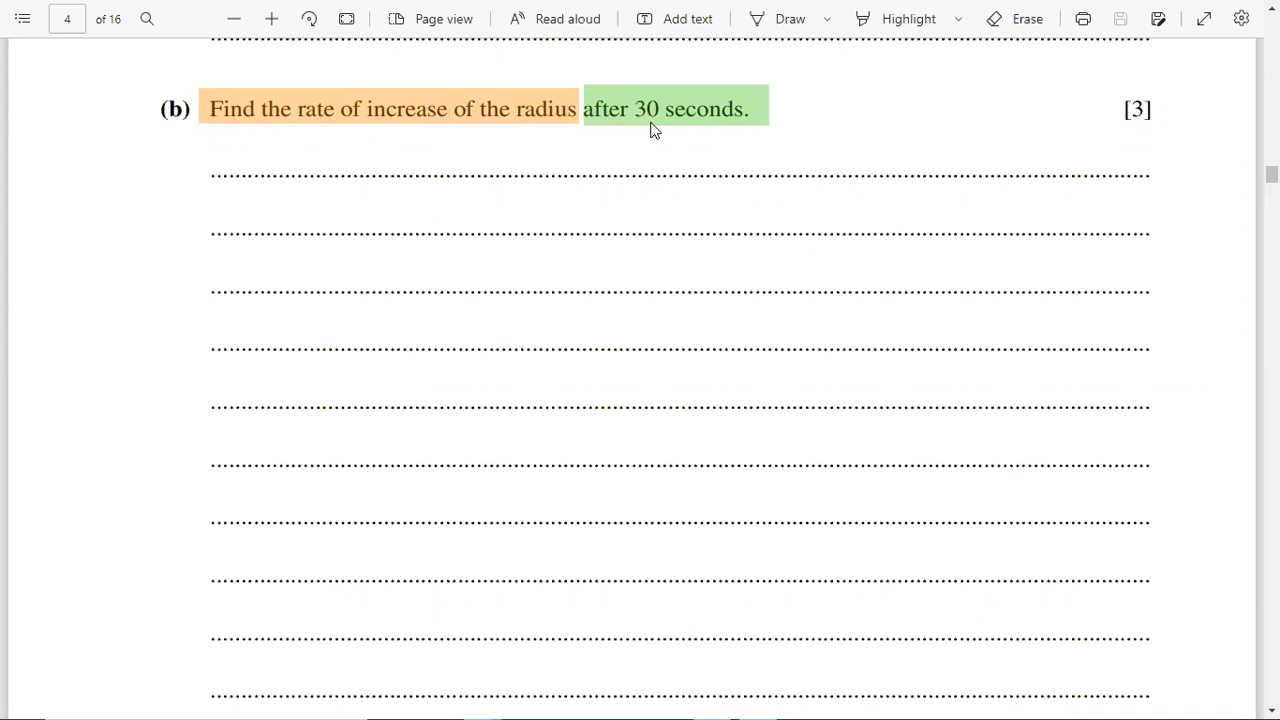 4 of 16 Page view Read aloud Add text Draw Highlight Erase
(b) Find the rate of increase of the radius after 30 seconds. [3]